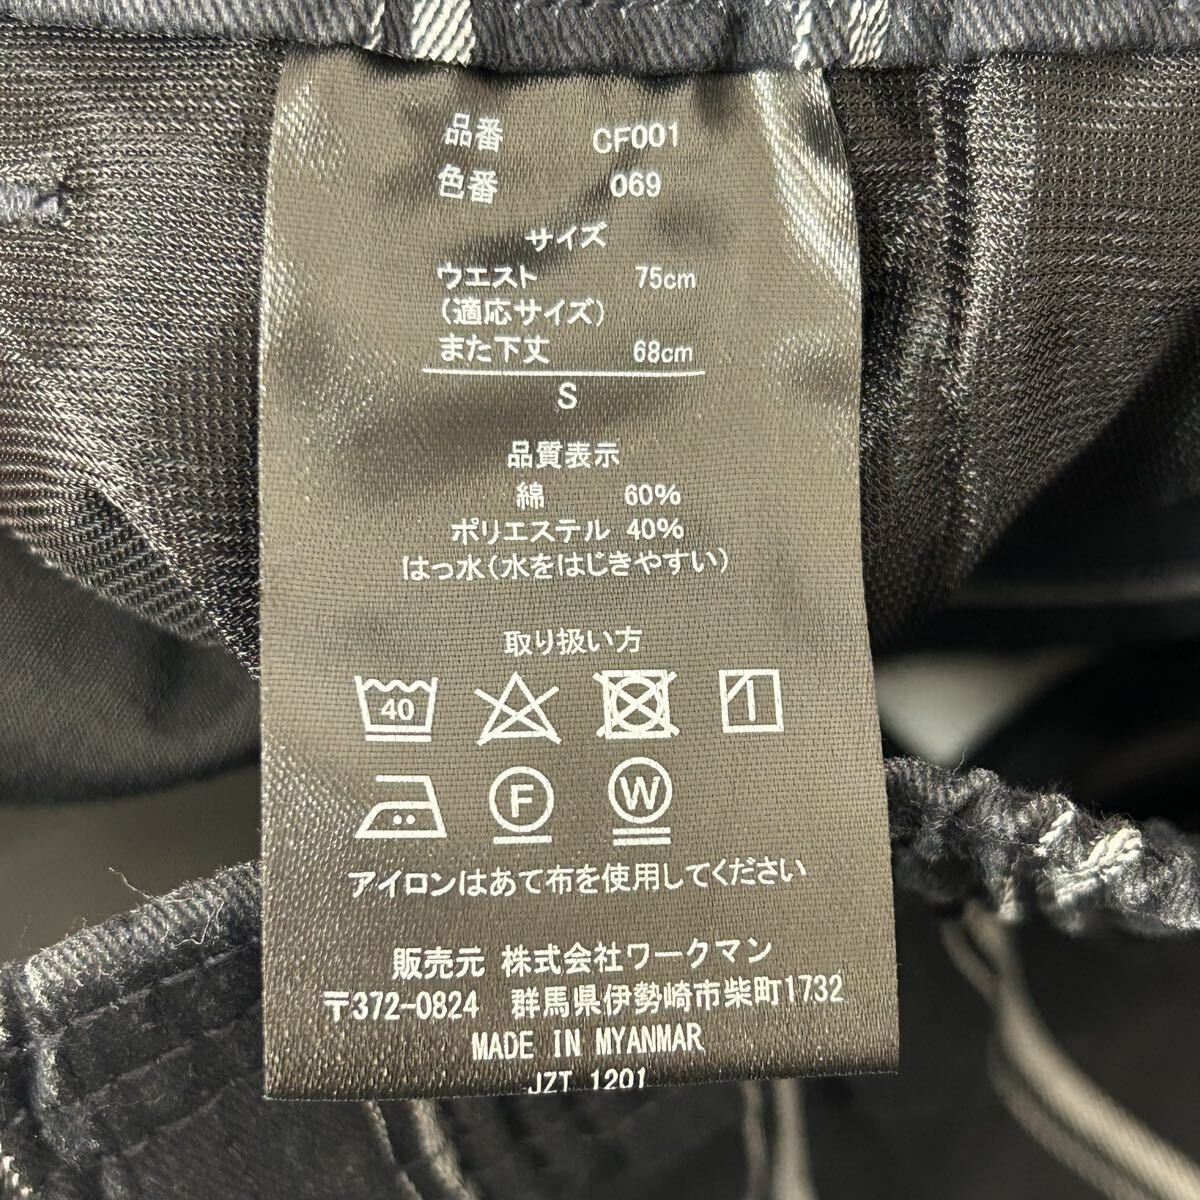 品番 CF001
色番 069
サイズ
ウエスト 75cm
(適応サイズ)
また下丈 68cm
S
品質表示
綿 60%
ポリエステル 40%
はっ水(水をはじきやすい)
取り扱い方
40
F W
アイロンはあて布を使用してください
販売元 株式会社ワークマン
〒372-0824 群馬県伊勢崎市柴町1732
MADE IN MYANMAR
JZT 1201